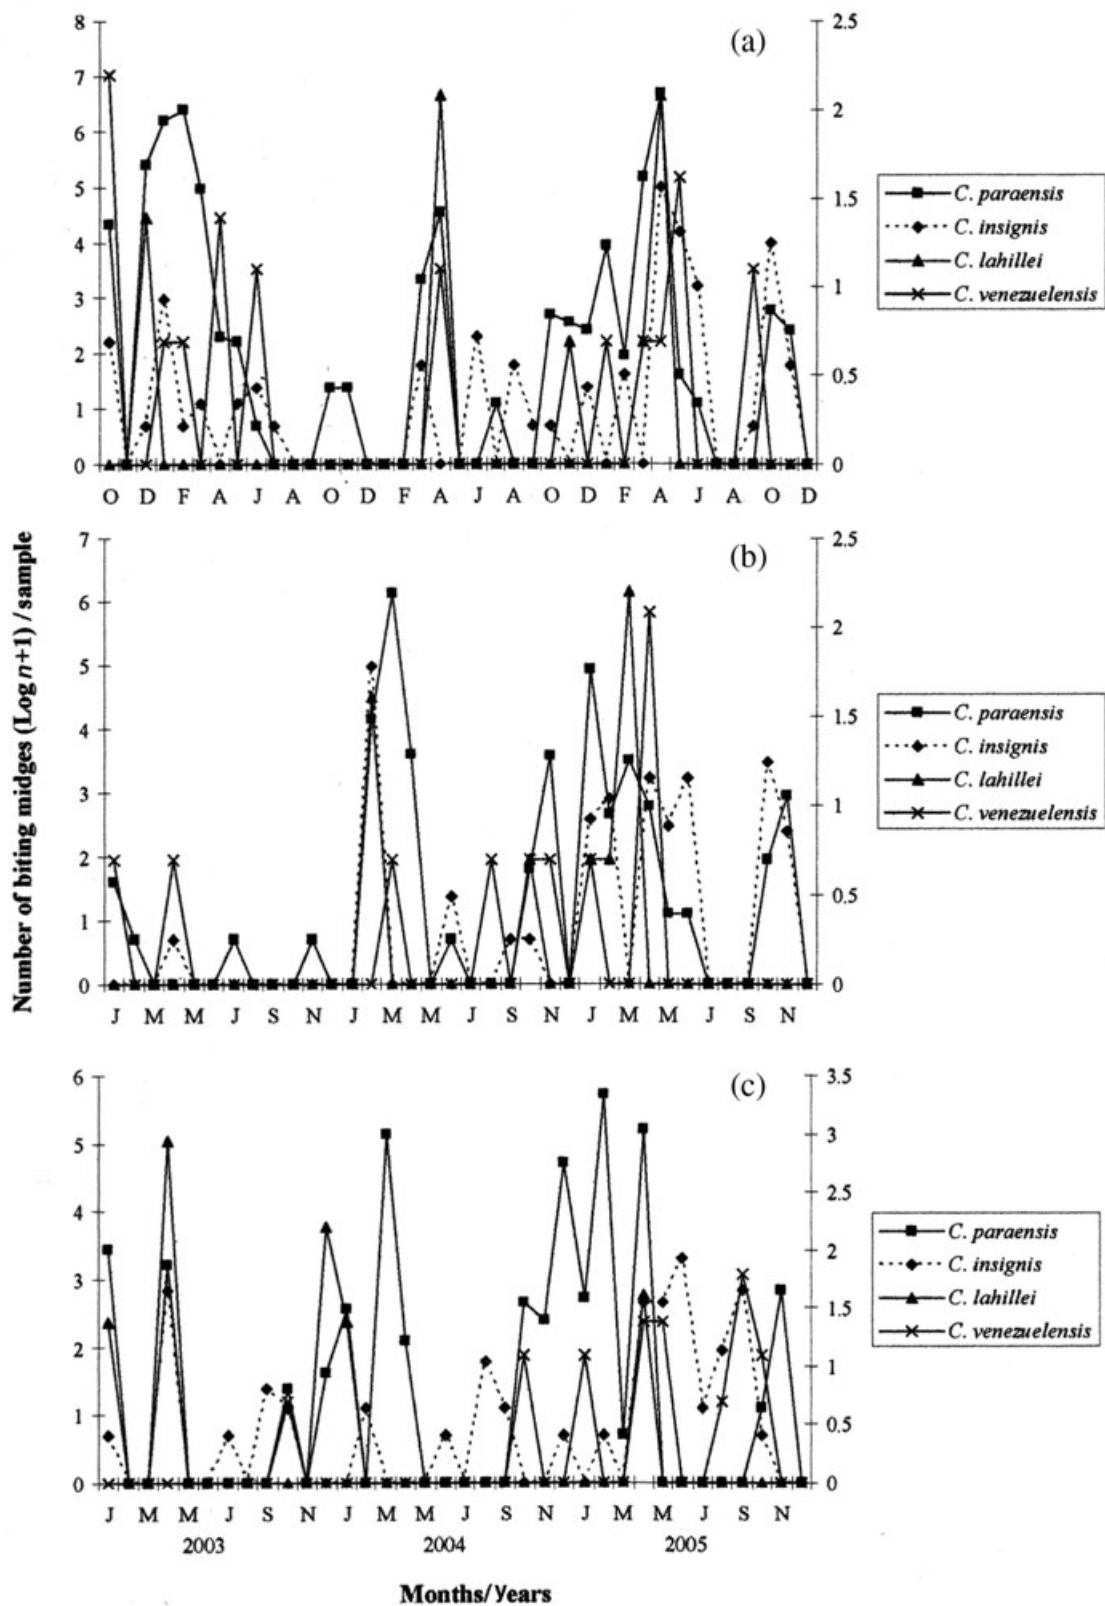 (a)
8
7
6
5
4
3
2
1
0
2.5
2
1.5
1
0.5
0
O D F A J A O D F A J A O D F A J A O D
C. paraensis
C. insignis
C. lahillei
C. venezuelensis
Number of biting midges (Log n+1) / sample
(b)
7
6
5
4
3
2
1
0
2.5
2
1.5
1
0.5
0
J M M J S N J M M J S N J M M J S N
C. paraensis
C. insignis
C. lahillei
C. venezuelensis
(c)
6
5
4
3
2
1
0
3.5
3
2.5
2
1.5
1
0.5
0
J M M J S N J M M J S N J M M J S N
2003 2004 2005
C. paraensis
C. insignis
C. lahillei
C. venezuelensis
Months/years